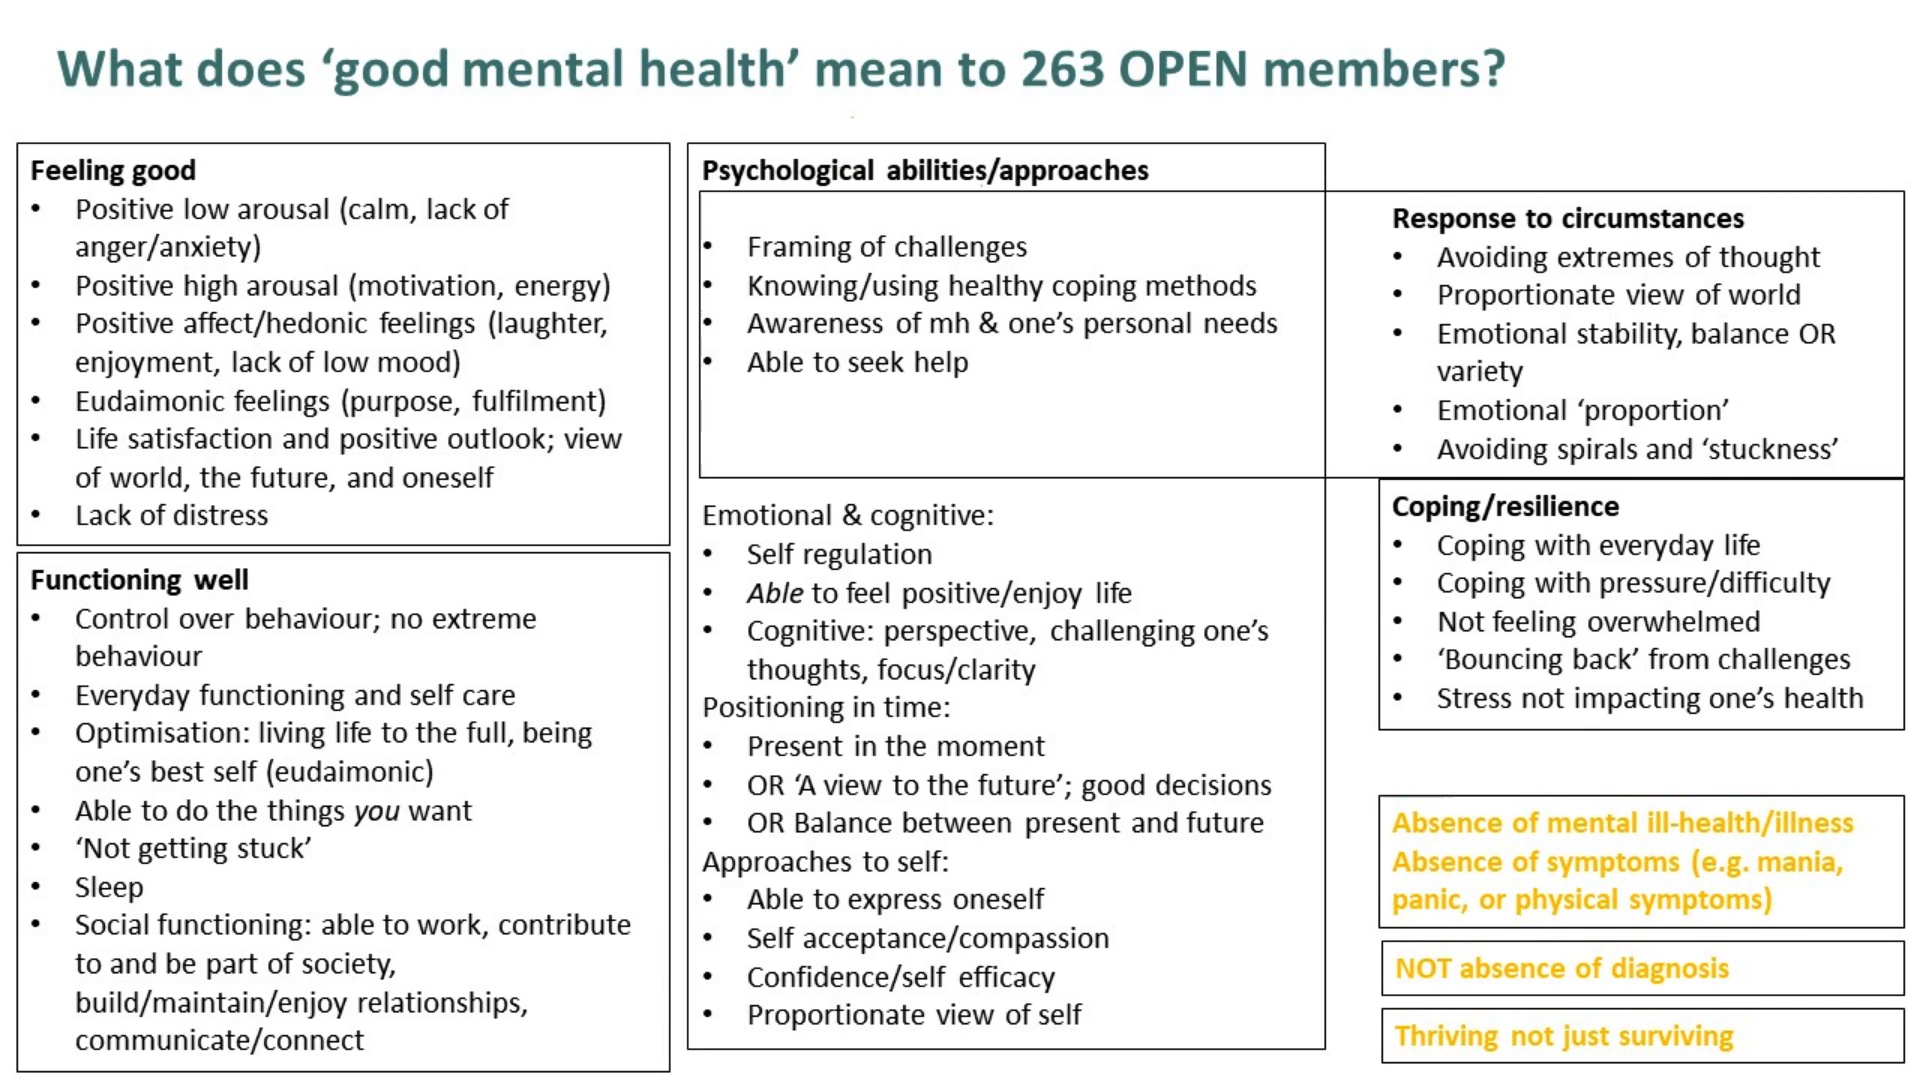 What does ‘good mental health’ mean to 263 OPEN members?
Feeling good
• Positive low arousal (calm, lack of
anger/anxiety)
• Positive high arousal (motivation, energy)
• Positive affect/hedonic feelings (laughter,
enjoyment, lack of low mood)
• Eudaimonic feelings (purpose, fulfilment)
• Life satisfaction and positive outlook; view
of world, the future, and oneself
• Lack of distress
Functioning well
• Control over behaviour; no extreme
behaviour
• Everyday functioning and self care
• Optimisation: living life to the full, being
one’s best self (eudaimonic)
• Able to do the things you want
• ‘Not getting stuck’
• Sleep
• Social functioning: able to work, contribute
to and be part of society,
build/maintain/enjoy relationships,
communicate/connect
Psychological abilities/approaches
• Framing of challenges
• Knowing/using healthy coping methods
• Awareness of mh & one’s personal needs
• Able to seek help
Emotional & cognitive:
• Self regulation
• Able to feel positive/enjoy life
• Cognitive: perspective, challenging one’s
thoughts, focus/clarity
Positioning in time:
• Present in the moment
• OR ‘A view to the future’; good decisions
• OR Balance between present and future
Approaches to self:
• Able to express oneself
• Self acceptance/compassion
• Confidence/self efficacy
• Proportionate view of self
Response to circumstances
• Avoiding extremes of thought
• Proportionate view of world
• Emotional stability, balance OR
variety
• Emotional ‘proportion’
• Avoiding spirals and ‘stuckness’
Coping/resilience
• Coping with everyday life
• Coping with pressure/difficulty
• Not feeling overwhelmed
• ‘Bouncing back’ from challenges
• Stress not impacting one’s health
Absence of mental ill-health/illness
Absence of symptoms (e.g. mania,
panic, or physical symptoms)
NOT absence of diagnosis
Thriving not just surviving